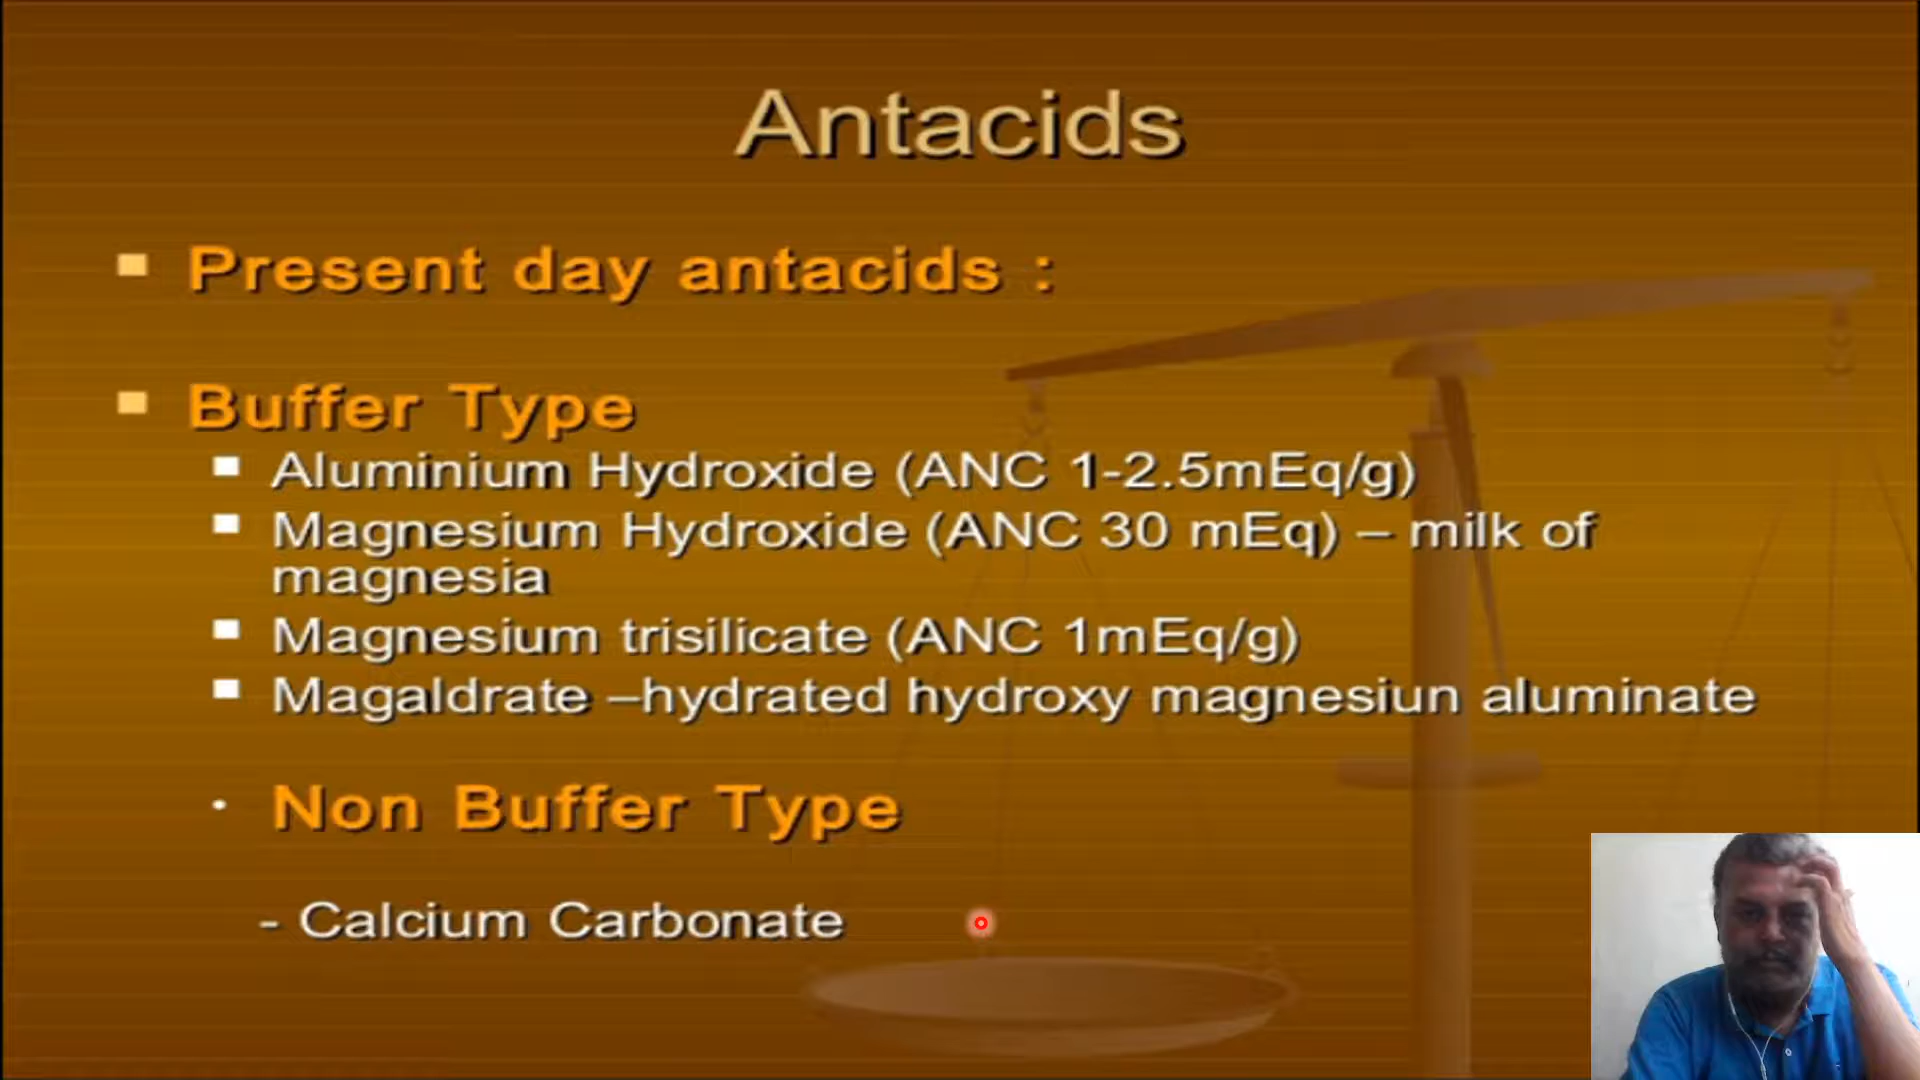 Antacids
Present day antacids :
Buffer Type
Aluminium Hydroxide (ANC 1-2.5mEq/g)
Magnesium Hydroxide (ANC 30 mEq) – milk of
magnesia
Magnesium trisilicate (ANC 1mEq/g)
Magaldrate –hydrated hydroxy magnesiun aluminate
Non Buffer Type
- Calcium Carbonate